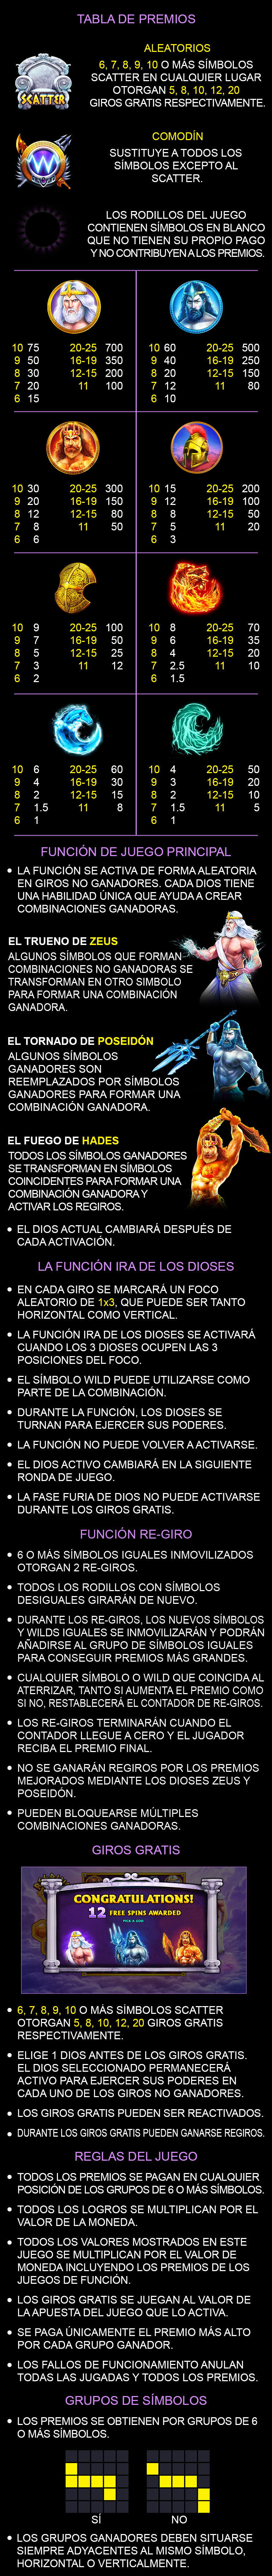 TABLA DE PREMIOS
ALEATORIOS
6, 7, 8, 9, 10 O MÁS SÍMBOLOS
SCATTER EN CUALQUIER LUGAR
OTORGAN 5, 8, 10, 12, 20
GIROS GRATIS RESPECTIVAMENTE.
SCATTER
COMODÍN
SUSTITUYE A TODOS LOS
SÍMBOLOS EXCEPTO AL
SCATTER.
W
LOS RODILLOS DEL JUEGO
CONTIENEN SÍMBOLOS EN BLANCO
QUE NO TIENEN SU PROPIO PAGO
Y NO CONTRIBUYEN A LOS PREMIOS.
10 75 20-25 700
9 50 16-19 350
8 30 12-15 200
7 20 11 100
6 15
10 60 20-25 500
9 40 16-19 250
8 20 12-15 150
7 12 11 80
6 10
10 30 20-25 300
9 20 16-19 150
8 12 12-15 80
7 8 11 50
6 6
10 15 20-25 200
9 12 16-19 100
8 8 12-15 50
7 5 11 20
6 3
10 9 20-25 100
9 7 16-19 50
8 5 12-15 25
7 3 11 12
6 2
10 8 20-25 70
9 6 16-19 35
8 4 12-15 20
7 2.5 11 10
6 1.5
10 6 20-25 60
9 4 16-19 30
8 2 12-15 15
7 1.5 11 8
6 1
10 4 20-25 50
9 3 16-19 20
8 2 12-15 10
7 1.5 11 5
6 1
FUNCIÓN DE JUEGO PRINCIPAL
• LA FUNCIÓN SE ACTIVA DE FORMA ALEATORIA
EN GIROS NO GANADORES. CADA DIOS TIENE
UNA HABILIDAD ÚNICA QUE AYUDA A CREAR
COMBINACIONES GANADORAS.
EL TRUENO DE ZEUS
ALGUNOS SÍMBOLOS QUE FORMAN
COMBINACIONES NO GANADORAS SE
TRANSFORMAN EN OTRO SIMBOLO
PARA FORMAR UNA COMBINACIÓN
GANADORA.
EL TORNADO DE POSEIDÓN
ALGUNOS SÍMBOLOS
GANADORES SON
REEMPLAZADOS POR SÍMBOLOS
GANADORES PARA FORMAR UNA
COMBINACIÓN GANADORA.
EL FUEGO DE HADES
TODOS LOS SÍMBOLOS GANADORES
SE TRANSFORMAN EN SÍMBOLOS
COINCIDENTES PARA FORMAR UNA
COMBINACIÓN GANADORA Y
ACTIVAR LOS REGIROS.
• EL DIOS ACTUAL CAMBIARÁ DESPUÉS DE
CADA ACTIVACIÓN.
LA FUNCIÓN IRA DE LOS DIOSES
• EN CADA GIRO SE MARCARÁ UN FOCO
ALEATORIO DE 1x3, QUE PUEDE SER TANTO
HORIZONTAL COMO VERTICAL.
• LA FUNCIÓN IRA DE LOS DIOSES SE ACTIVARÁ
CUANDO LOS 3 DIOSES OCUPEN LAS 3
POSICIONES DEL FOCO.
• EL SÍMBOLO WILD PUEDE UTILIZARSE COMO
PARTE DE LA COMBINACIÓN.
• DURANTE LA FUNCIÓN, LOS DIOSES SE
TURNAN PARA EJERCER SUS PODERES.
• LA FUNCIÓN NO PUEDE VOLVER A ACTIVARSE.
• EL DIOS ACTIVO CAMBIARÁ EN LA SIGUIENTE
RONDA DE JUEGO.
• LA FASE FURIA DE DIOS NO PUEDE ACTIVARSE
DURANTE LOS GIROS GRATIS.
FUNCIÓN RE-GIRO
• 6 O MÁS SÍMBOLOS IGUALES INMOVILIZADOS
OTORGAN 2 RE-GIROS.
• TODOS LOS RODILLOS CON SÍMBOLOS
DESIGUALES GIRARÁN DE NUEVO.
• DURANTE LOS RE-GIROS, LOS NUEVOS SÍMBOLOS
Y WILDS IGUALES SE INMOVILIZARÁN Y PODRÁN
AÑADIRSE AL GRUPO DE SÍMBOLOS IGUALES
PARA CONSEGUIR PREMIOS MÁS GRANDES.
• CUALQUIER SÍMBOLO O WILD QUE COINCIDA AL
ATERRIZAR, TANTO SI AUMENTA EL PREMIO COMO
SI NO, RESTABLECERÁ EL CONTADOR DE RE-GIROS.
• LOS RE-GIROS TERMINARÁN CUANDO EL
CONTADOR LLEGUE A CERO Y EL JUGADOR
RECIBA EL PREMIO FINAL.
• NO SE GANARÁN REGIROS POR LOS PREMIOS
MEJORADOS MEDIANTE LOS DIOSES ZEUS Y
POSEIDÓN.
• PUEDEN BLOQUEARSE MÚLTIPLES
COMBINACIONES GANADORAS.
GIROS GRATIS
CONGRATULATIONS!
12 FREE SPINS AWARDED
PICK A GOD
• 6, 7, 8, 9, 10 O MÁS SÍMBOLOS SCATTER
OTORGAN 5, 8, 10, 12, 20 GIROS GRATIS
RESPECTIVAMENTE.
• ELIGE 1 DIOS ANTES DE LOS GIROS GRATIS.
EL DIOS SELECCIONADO PERMANECERÁ
ACTIVO PARA EJERCER SUS PODERES EN
CADA UNO DE LOS GIROS NO GANADORES.
• LOS GIROS GRATIS PUEDEN SER REACTIVADOS.
• DURANTE LOS GIROS GRATIS PUEDEN GANARSE REGIROS.
REGLAS DEL JUEGO
• TODOS LOS PREMIOS SE PAGAN EN CUALQUIER
POSICIÓN DE LOS GRUPOS DE 6 O MÁS SÍMBOLOS.
• TODOS LOS LOGROS SE MULTIPLICAN POR EL
VALOR DE LA MONEDA.
• TODOS LOS VALORES MOSTRADOS EN ESTE
JUEGO SE MULTIPLICAN POR EL VALOR DE
MONEDA INCLUYENDO LOS PREMIOS DE LOS
JUEGOS DE FUNCIÓN.
• LOS GIROS GRATIS SE JUEGAN AL VALOR DE
LA APUESTA DEL JUEGO QUE LO ACTIVA.
• SE PAGA ÚNICAMENTE EL PREMIO MÁS ALTO
POR CADA GRUPO GANADOR.
• LOS FALLOS DE FUNCIONAMIENTO ANULAN
TODAS LAS JUGADAS Y TODOS LOS PREMIOS.
GRUPOS DE SÍMBOLOS
• LOS PREMIOS SE OBTIENEN POR GRUPOS DE 6
O MÁS SÍMBOLOS.
SÍ NO
• LOS GRUPOS GANADORES DEBEN SITUARSE
SIEMPRE ADYACENTES AL MISMO SÍMBOLO,
HORIZONTAL O VERTICALMENTE.